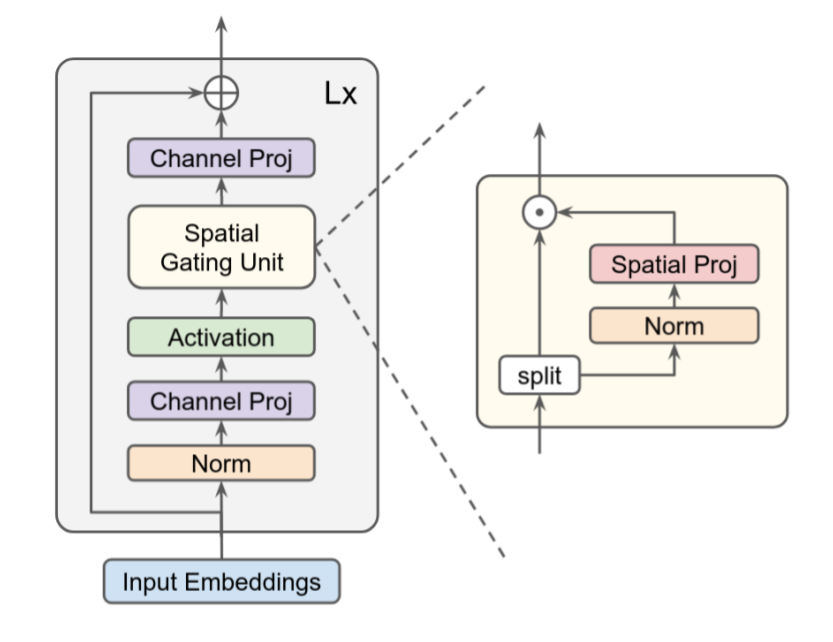 Lx
Channel Proj
Spatial
Gating Unit
Activation
Channel Proj
Norm
Input Embeddings
Spatial Proj
Norm
split